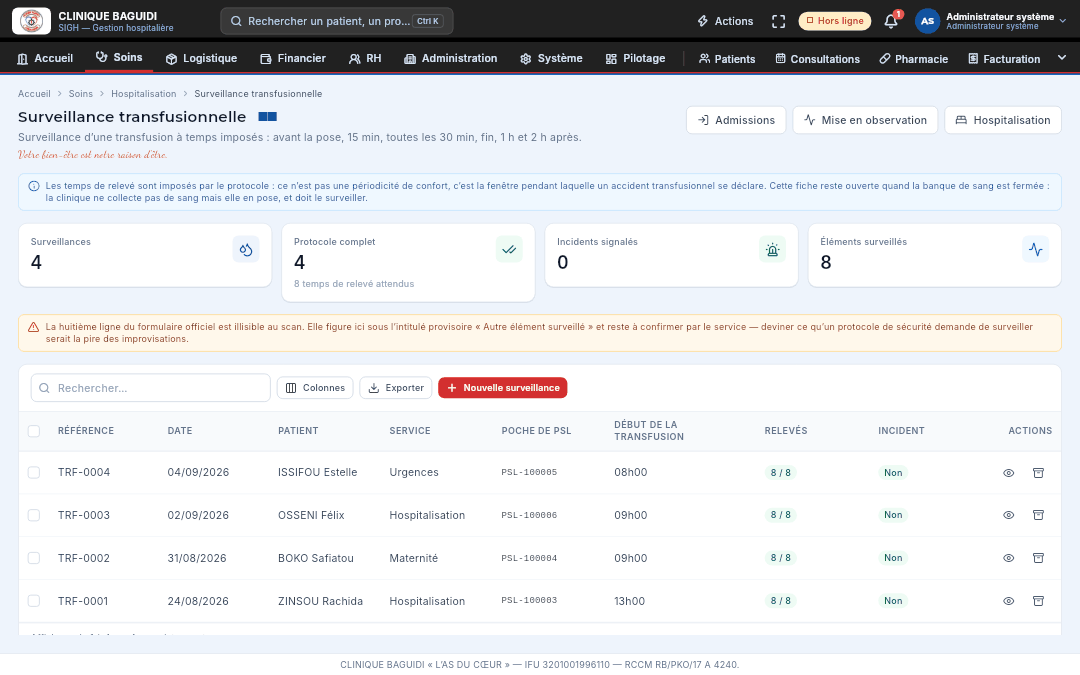 CLINIQUE BAGUIDI
SIGH — Gestion hospitalière
Rechercher un patient, un pro... Ctrl K
Actions
Hors ligne
1
AS
Administrateur système
Administrateur système
Accueil
Soins
Logistique
Financier
RH
Administration
Système
Pilotage
Patients
Consultations
Pharmacie
Facturation
Accueil > Soins > Hospitalisation > Surveillance transfusionnelle
Surveillance transfusionnelle
Surveillance d'une transfusion à temps imposés : avant la pose, 15 min, toutes les 30 min, fin, 1 h et 2 h après.
Votre bien-être est notre raison d'être.
Admissions
Mise en observation
Hospitalisation
Les temps de relevé sont imposés par le protocole : ce n'est pas une périodicité de confort, c'est la fenêtre pendant laquelle un accident transfusionnel se déclare. Cette fiche reste ouverte quand la banque de sang est fermée :
la clinique ne collecte pas de sang mais elle en pose, et doit le surveiller.
Surveillances
4
Protocole complet
4
8 temps de relevé attendus
Incidents signalés
0
Éléments surveillés
8
La huitième ligne du formulaire officiel est illisible au scan. Elle figure ici sous l'intitulé provisoire « Autre élément surveillé » et reste à confirmer par le service — deviner ce qu'un protocole de sécurité demande de surveiller
serait la pire des improvisations.
Rechercher...
Colonnes
Exporter
+ Nouvelle surveillance
RÉFÉRENCE DATE PATIENT SERVICE POCHE DE PSL DÉBUT DE LA TRANSFUSION RELEVÉS INCIDENT ACTIONS
TRF-0004 04/09/2026 ISSIFOU Estelle Urgences PSL-100005 08h00 8 / 8 Non
TRF-0003 02/09/2026 OSSENI Félix Hospitalisation PSL-100006 09h00 8 / 8 Non
TRF-0002 31/08/2026 BOKO Safiatou Maternité PSL-100004 09h00 8 / 8 Non
TRF-0001 24/08/2026 ZINSOU Rachida Hospitalisation PSL-100003 13h00 8 / 8 Non
CLINIQUE BAGUIDI « L'AS DU CŒUR » — IFU 3201001996110 — RCCM RB/PKO/17 A 4240.